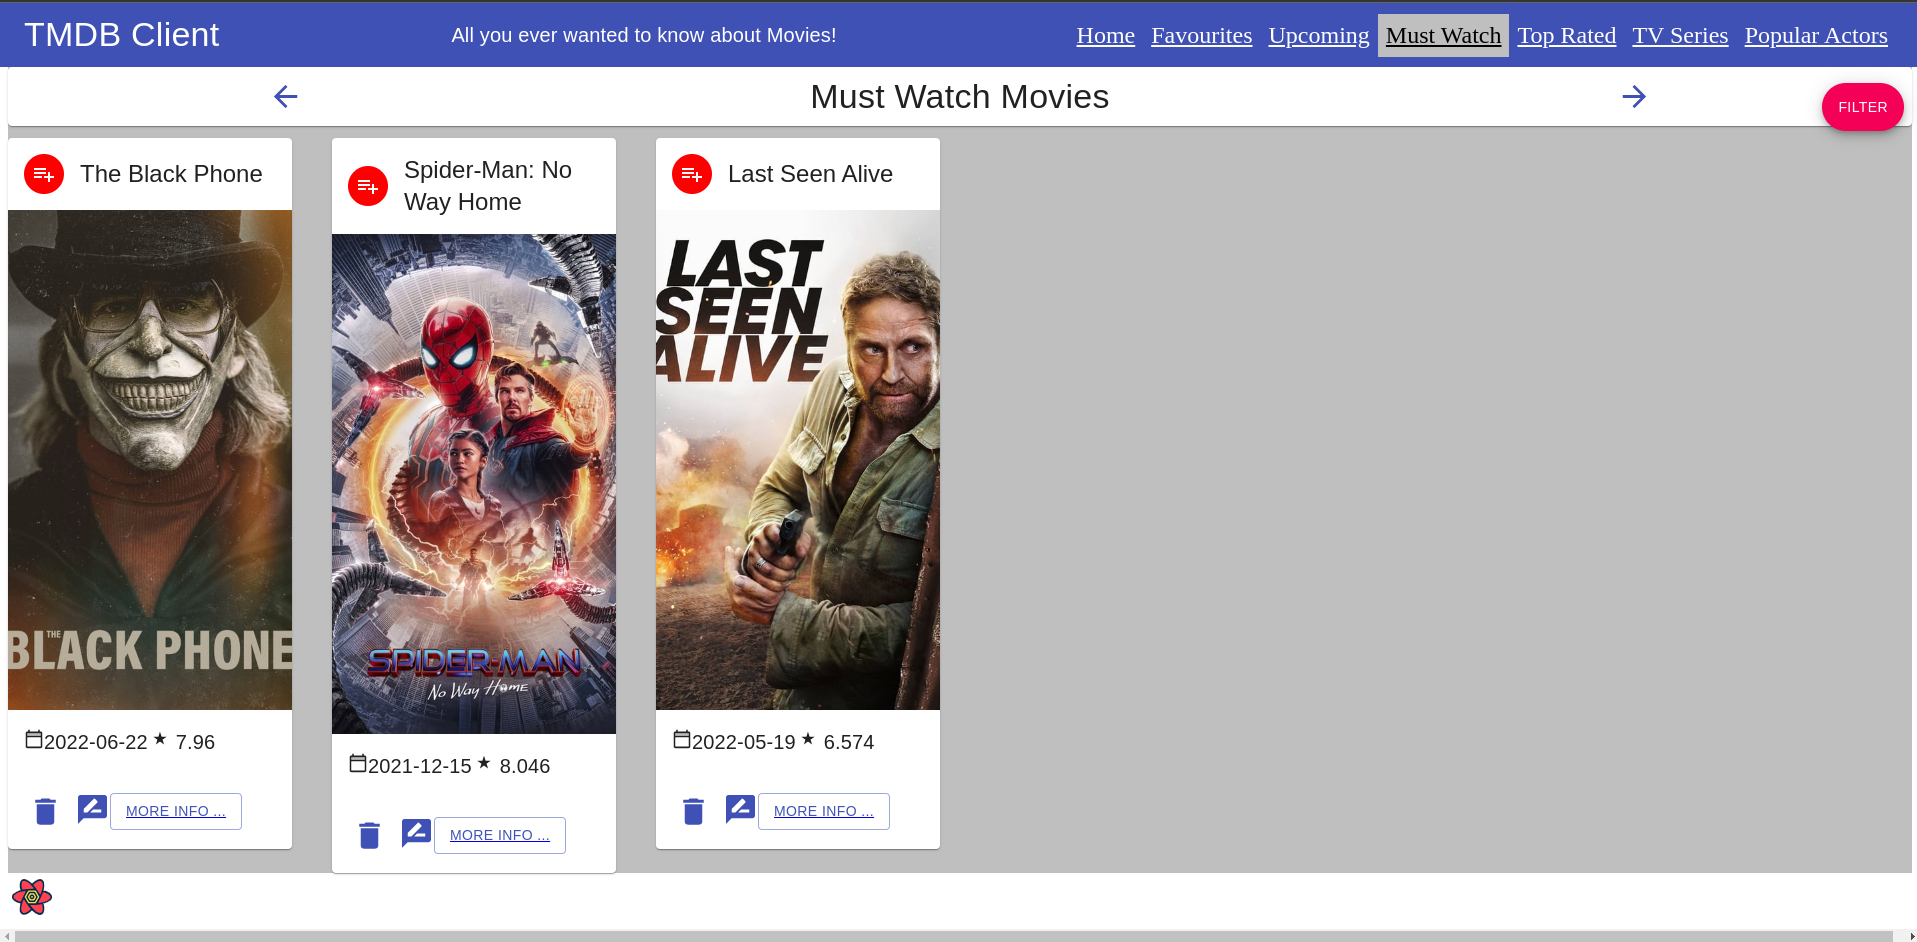 TMDB Client
All you ever wanted to know about Movies!
Home Favourites Upcoming Must Watch Top Rated TV Series Popular Actors
Must Watch Movies
FILTER
The Black Phone
THE
BLACK PHONE
2022-06-22 ★ 7.96
MORE INFO ...
Spider-Man: No
Way Home
SPIDER-MAN
No Way Home
2021-12-15 ★ 8.046
MORE INFO ...
Last Seen Alive
LAST
SEEN
ALIVE
2022-05-19 ★ 6.574
MORE INFO ...